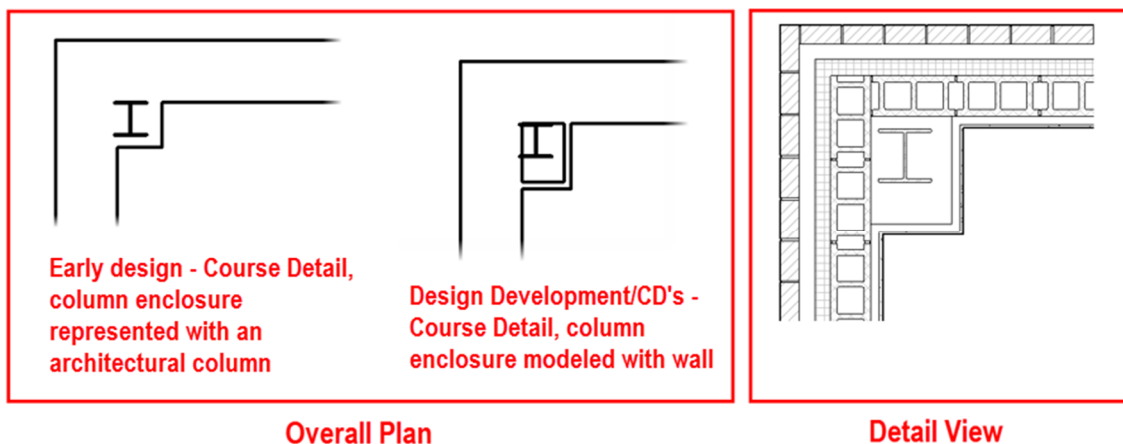 Early design - Course Detail,
column enclosure
represented with an
architectural column
Design Development/CD's -
Course Detail, column
enclosure modeled with wall
Overall Plan
Detail View